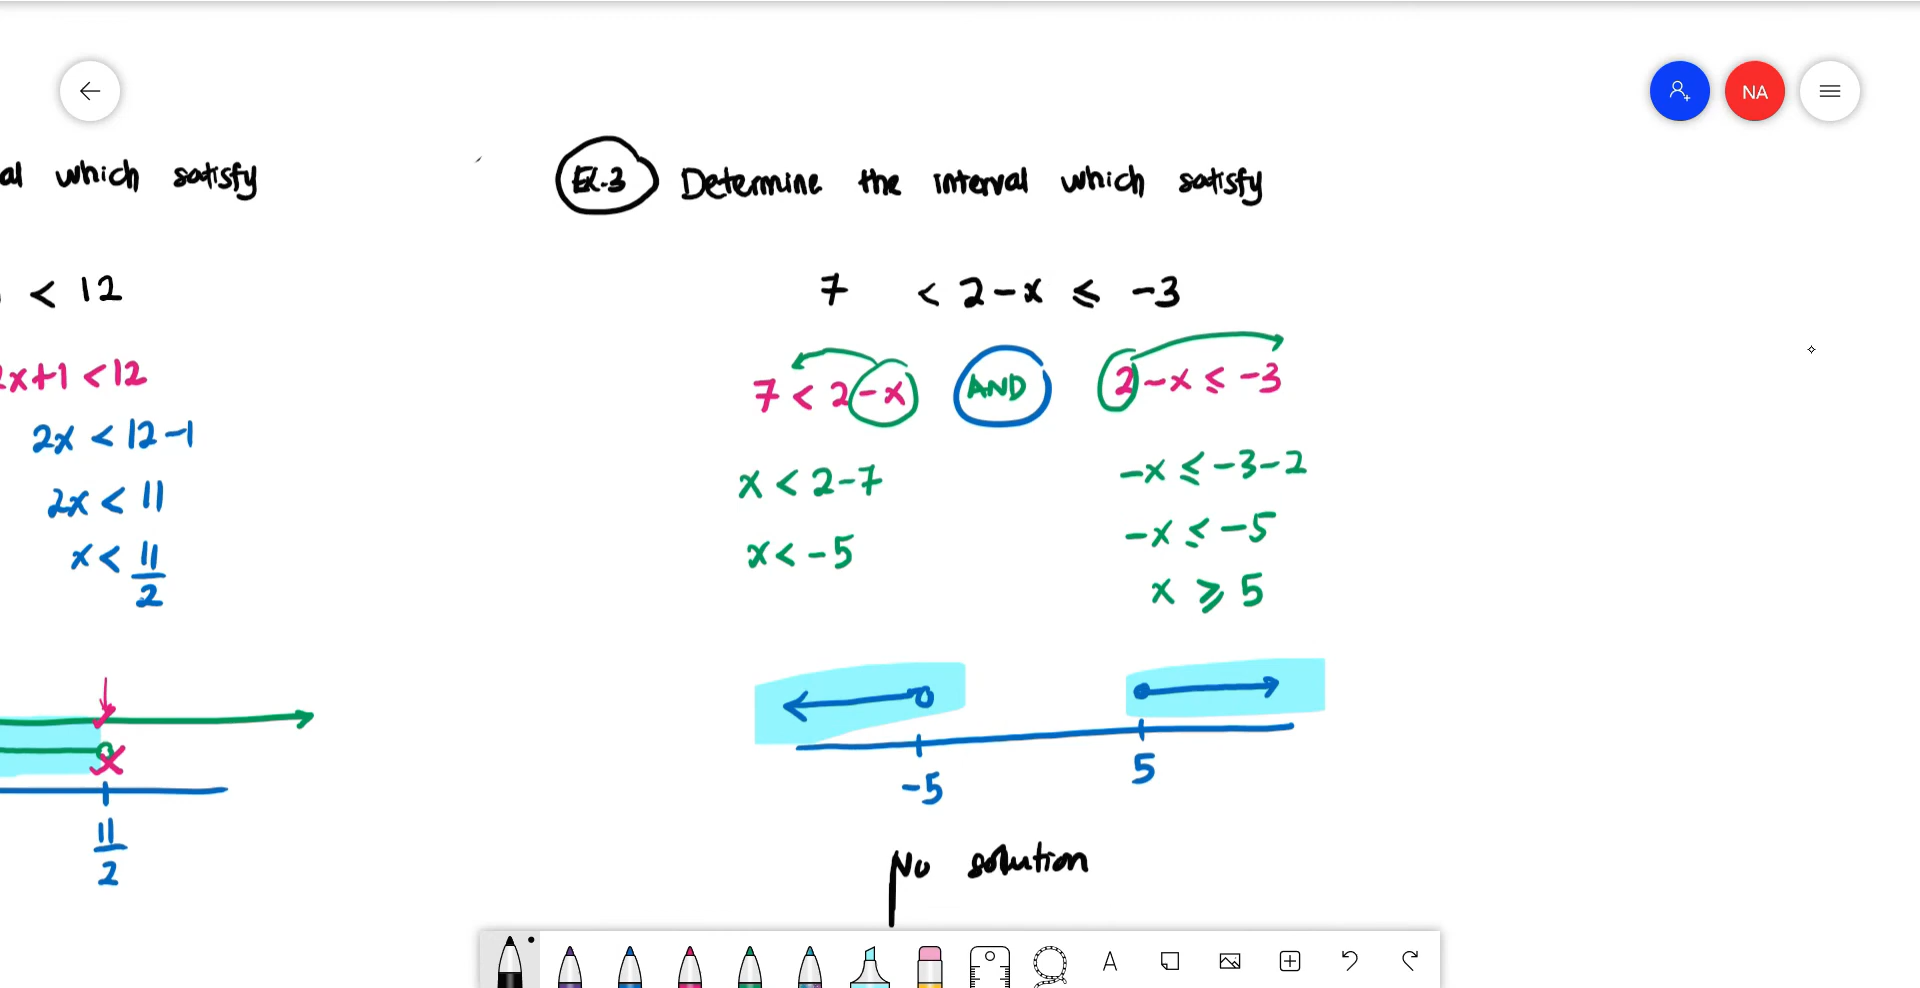 NA
al which satisfy
< 12
2x+1 < 12
2x < 12-1
2x < 11
x < 11/2
11/2
Ex.3 Determine the interval which satisfy
7 < 2-x ≤ -3
7 < 2-x AND 2-x ≤ -3
x < 2-7 -x ≤ -3-2
x < -5 -x ≤ -5
x ≥ 5
-5 5
No solution
A